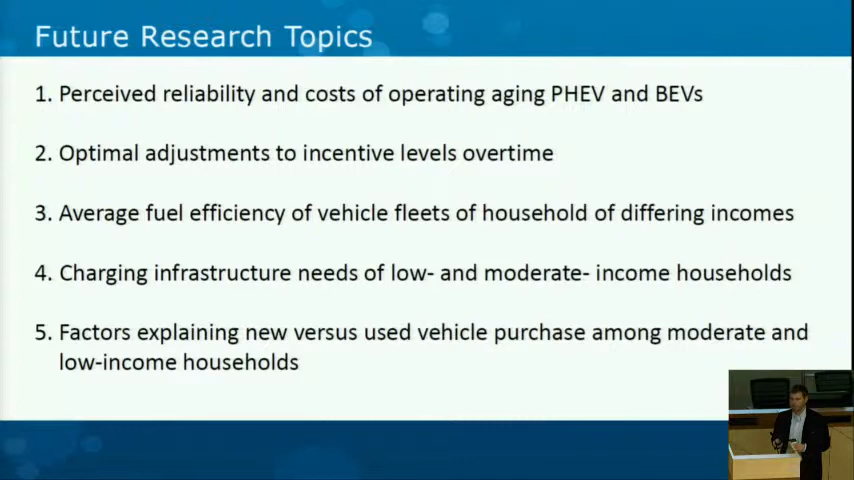 Future Research Topics
1. Perceived reliability and costs of operating aging PHEV and BEVs
2. Optimal adjustments to incentive levels overtime
3. Average fuel efficiency of vehicle fleets of household of differing incomes
4. Charging infrastructure needs of low- and moderate- income households
5. Factors explaining new versus used vehicle purchase among moderate and
low-income households